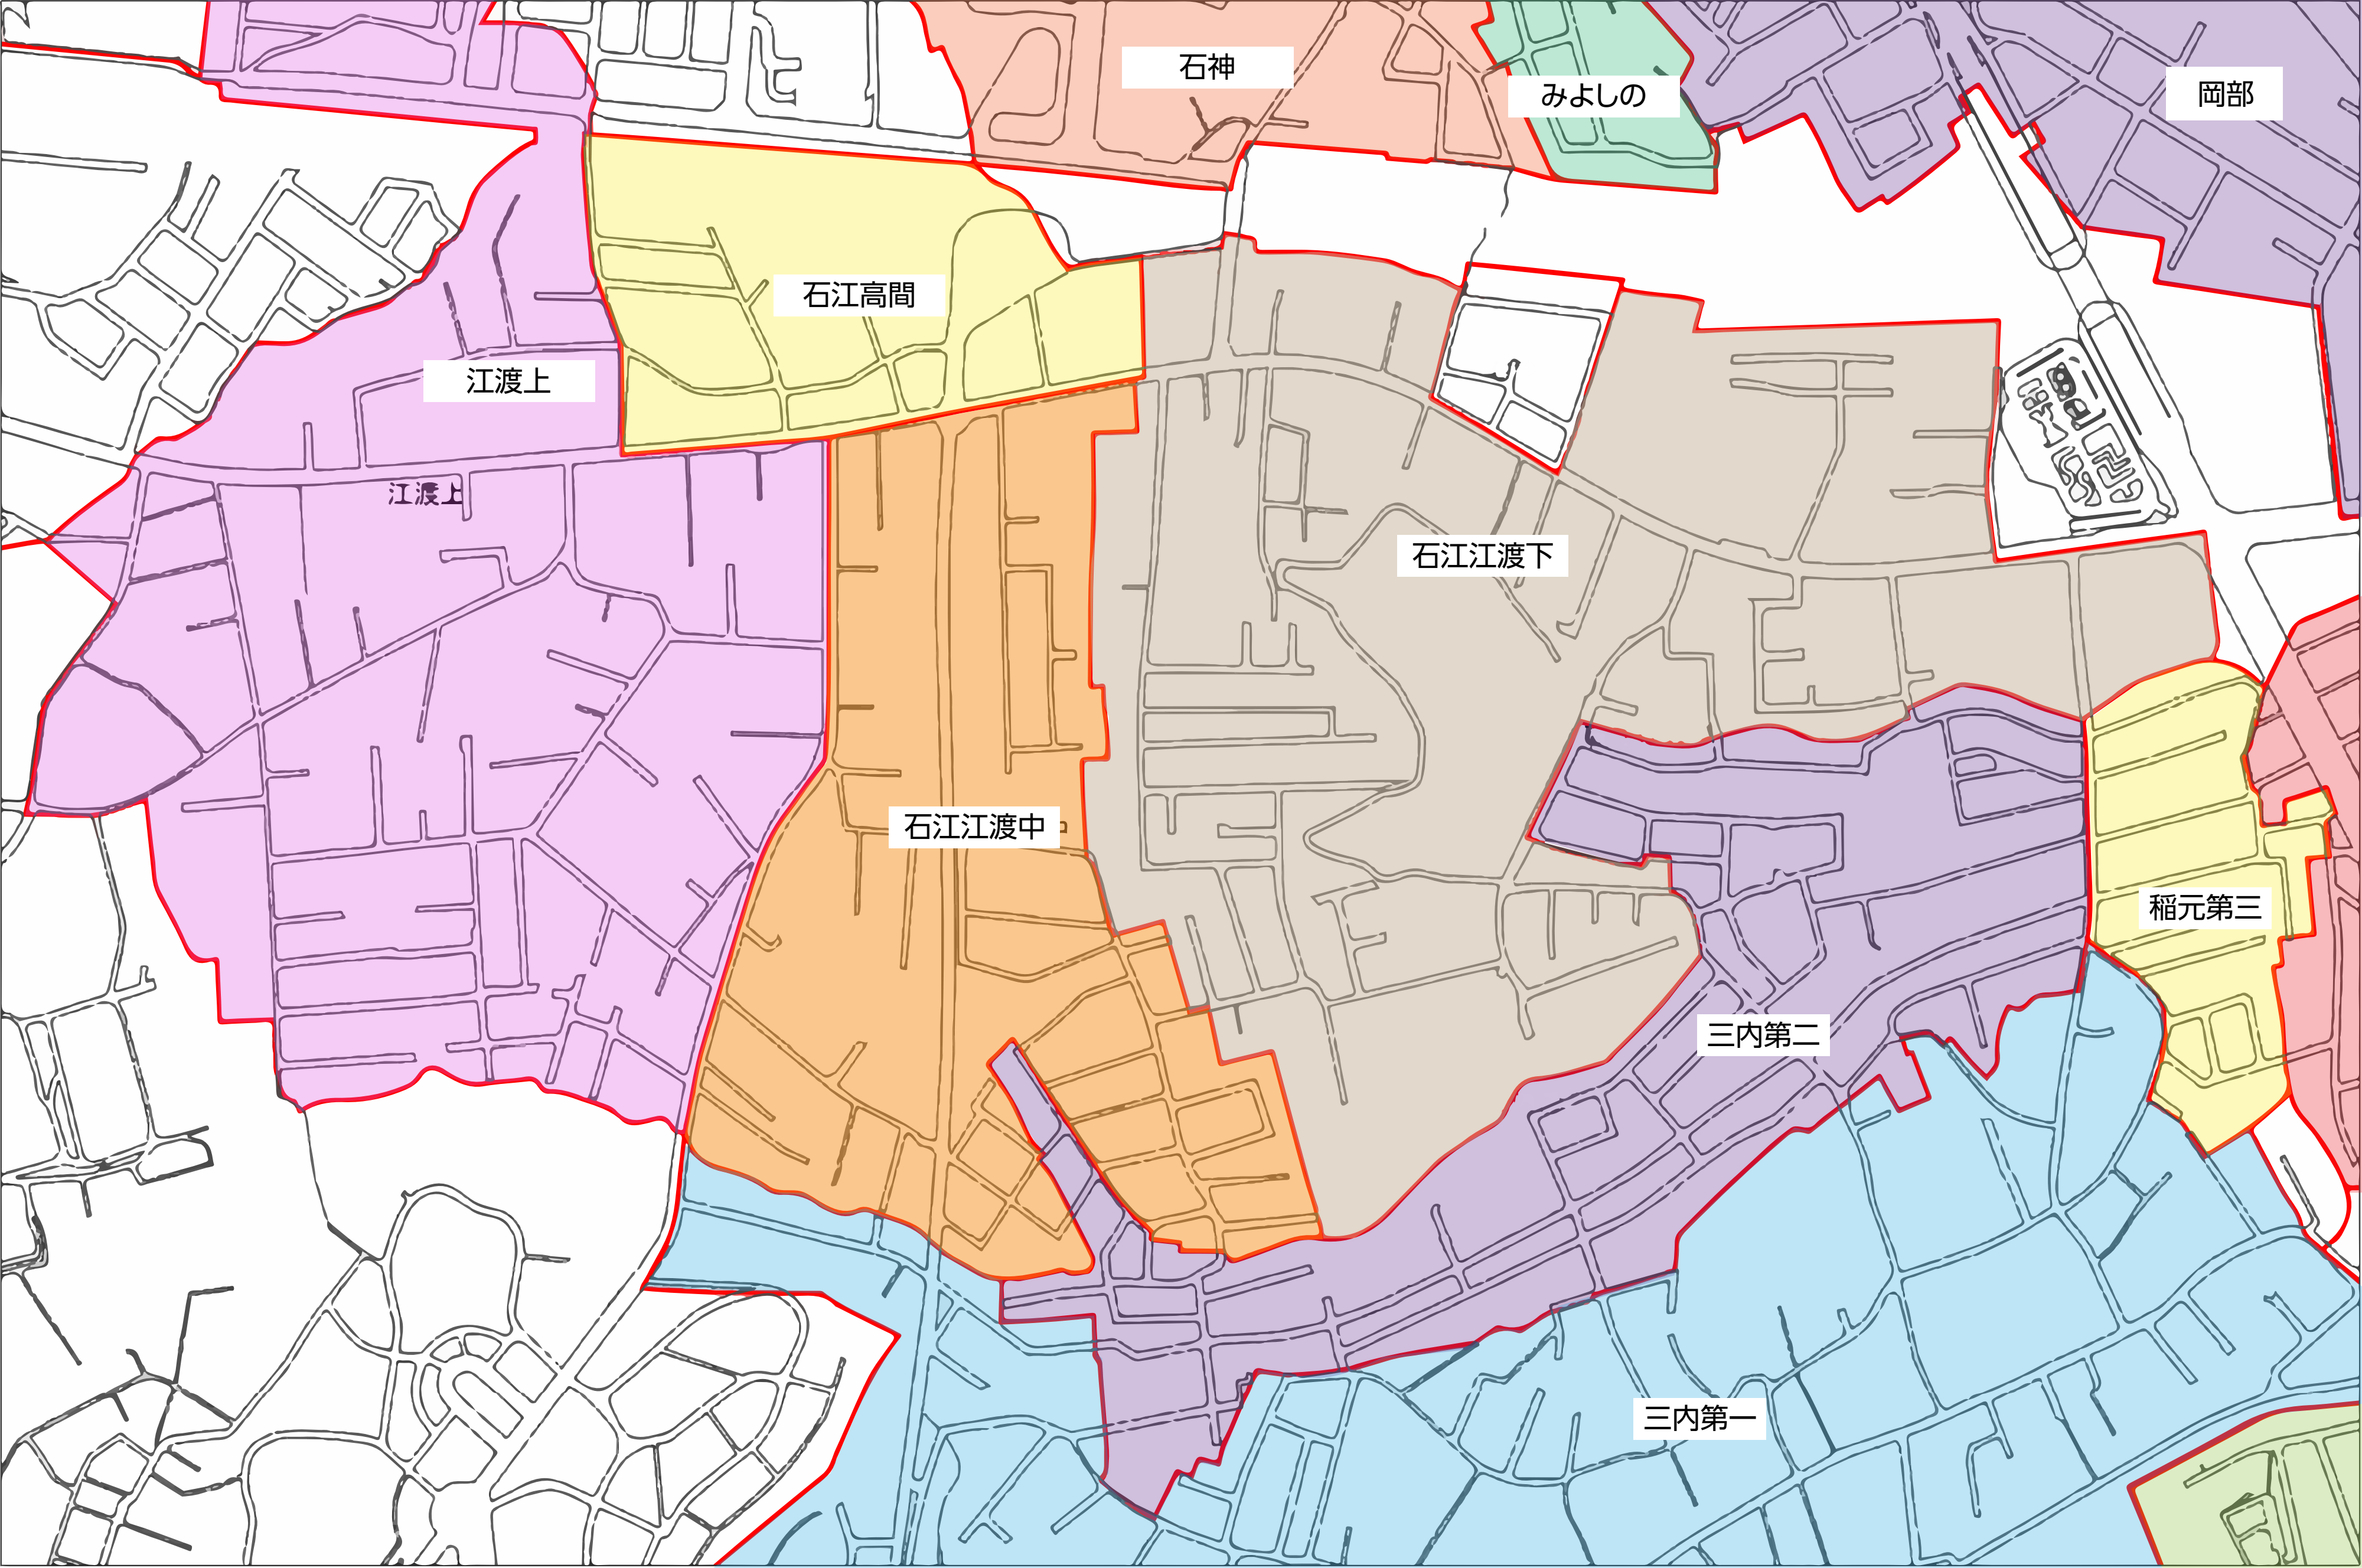 石神
みよしの
岡部
石江高間
江渡上
江渡上
石江江渡下
石江江渡中
稲元第三
三内第二
三内第一